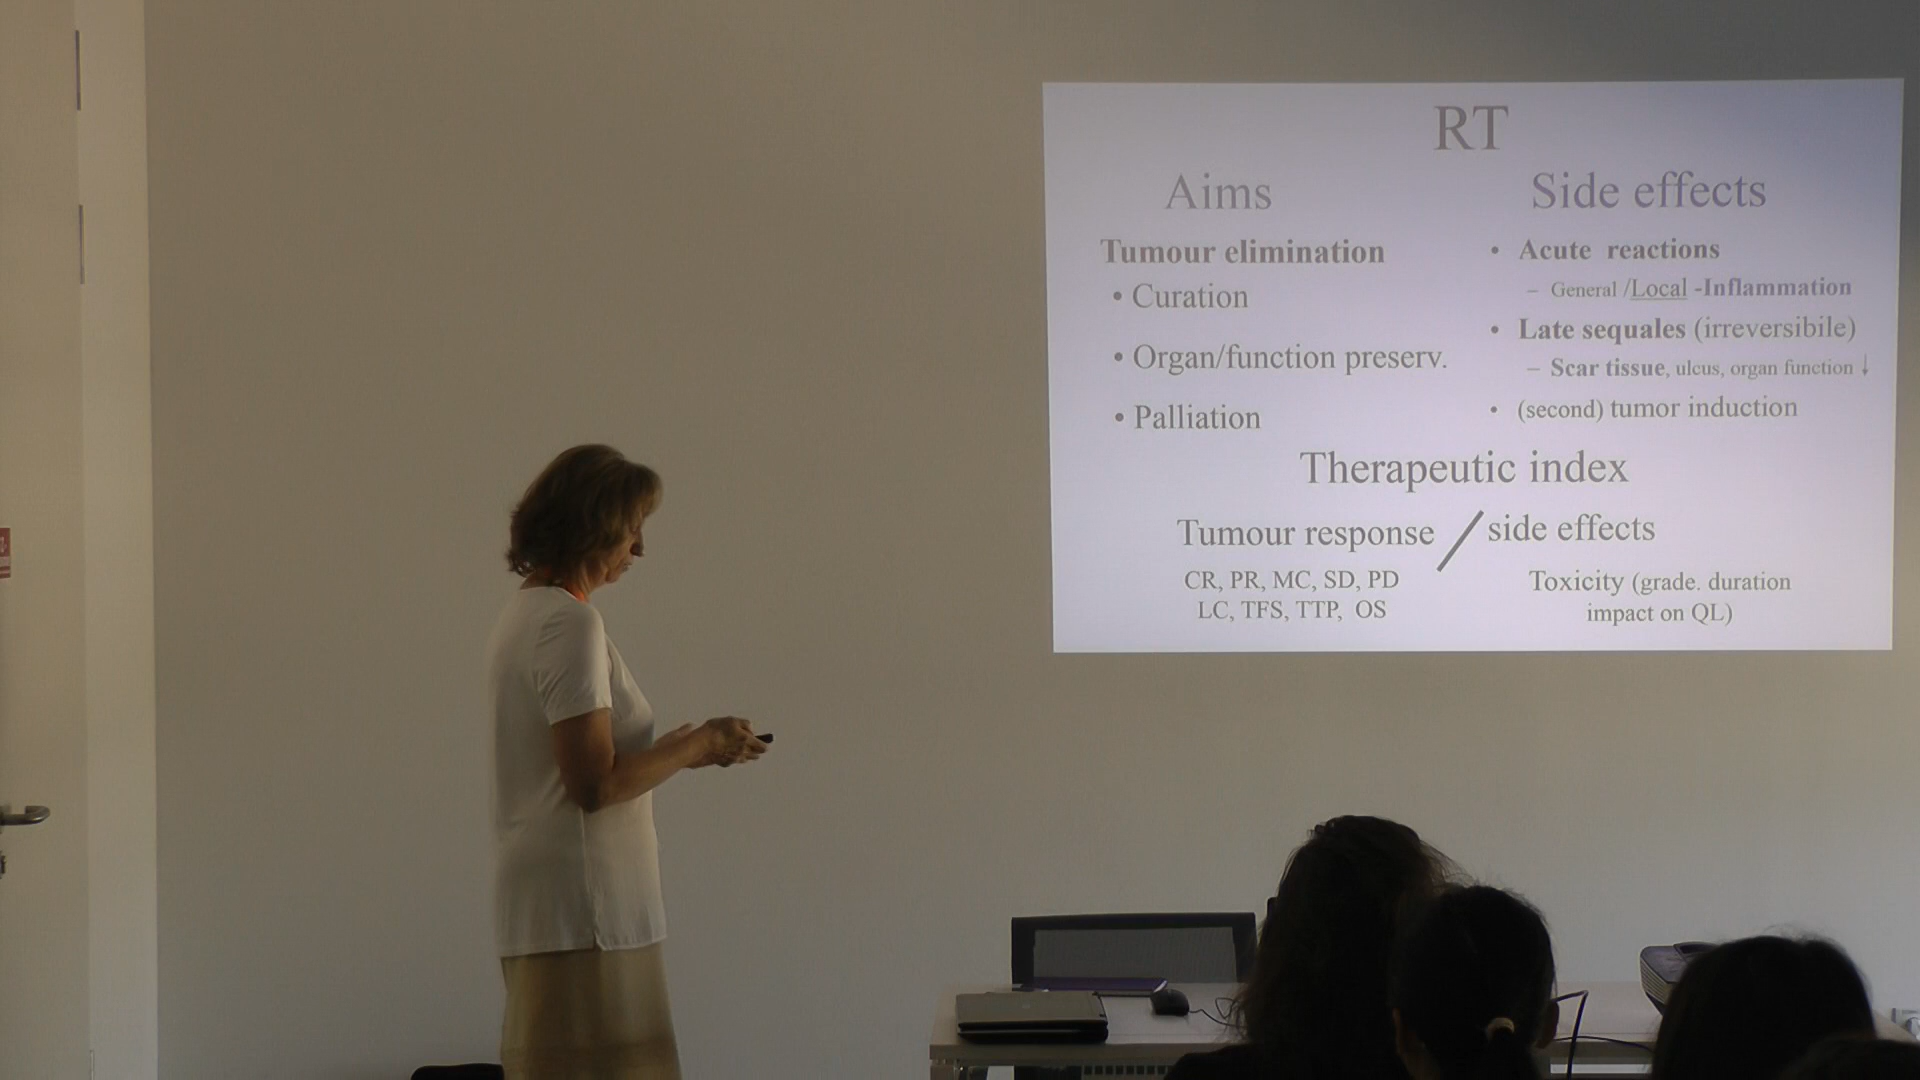 RT
Aims
Tumour elimination
• Curation
• Organ/function preserv.
• Palliation
Side effects
• Acute reactions
– General /Local -Inflammation
• Late sequales (irreversibile)
– Scar tissue, ulcus, organ function ↓
• (second) tumor induction
Therapeutic index
Tumour response / side effects
CR, PR, MC, SD, PD
LC, TFS, TTP, OS
Toxicity (grade. duration
impact on QL)